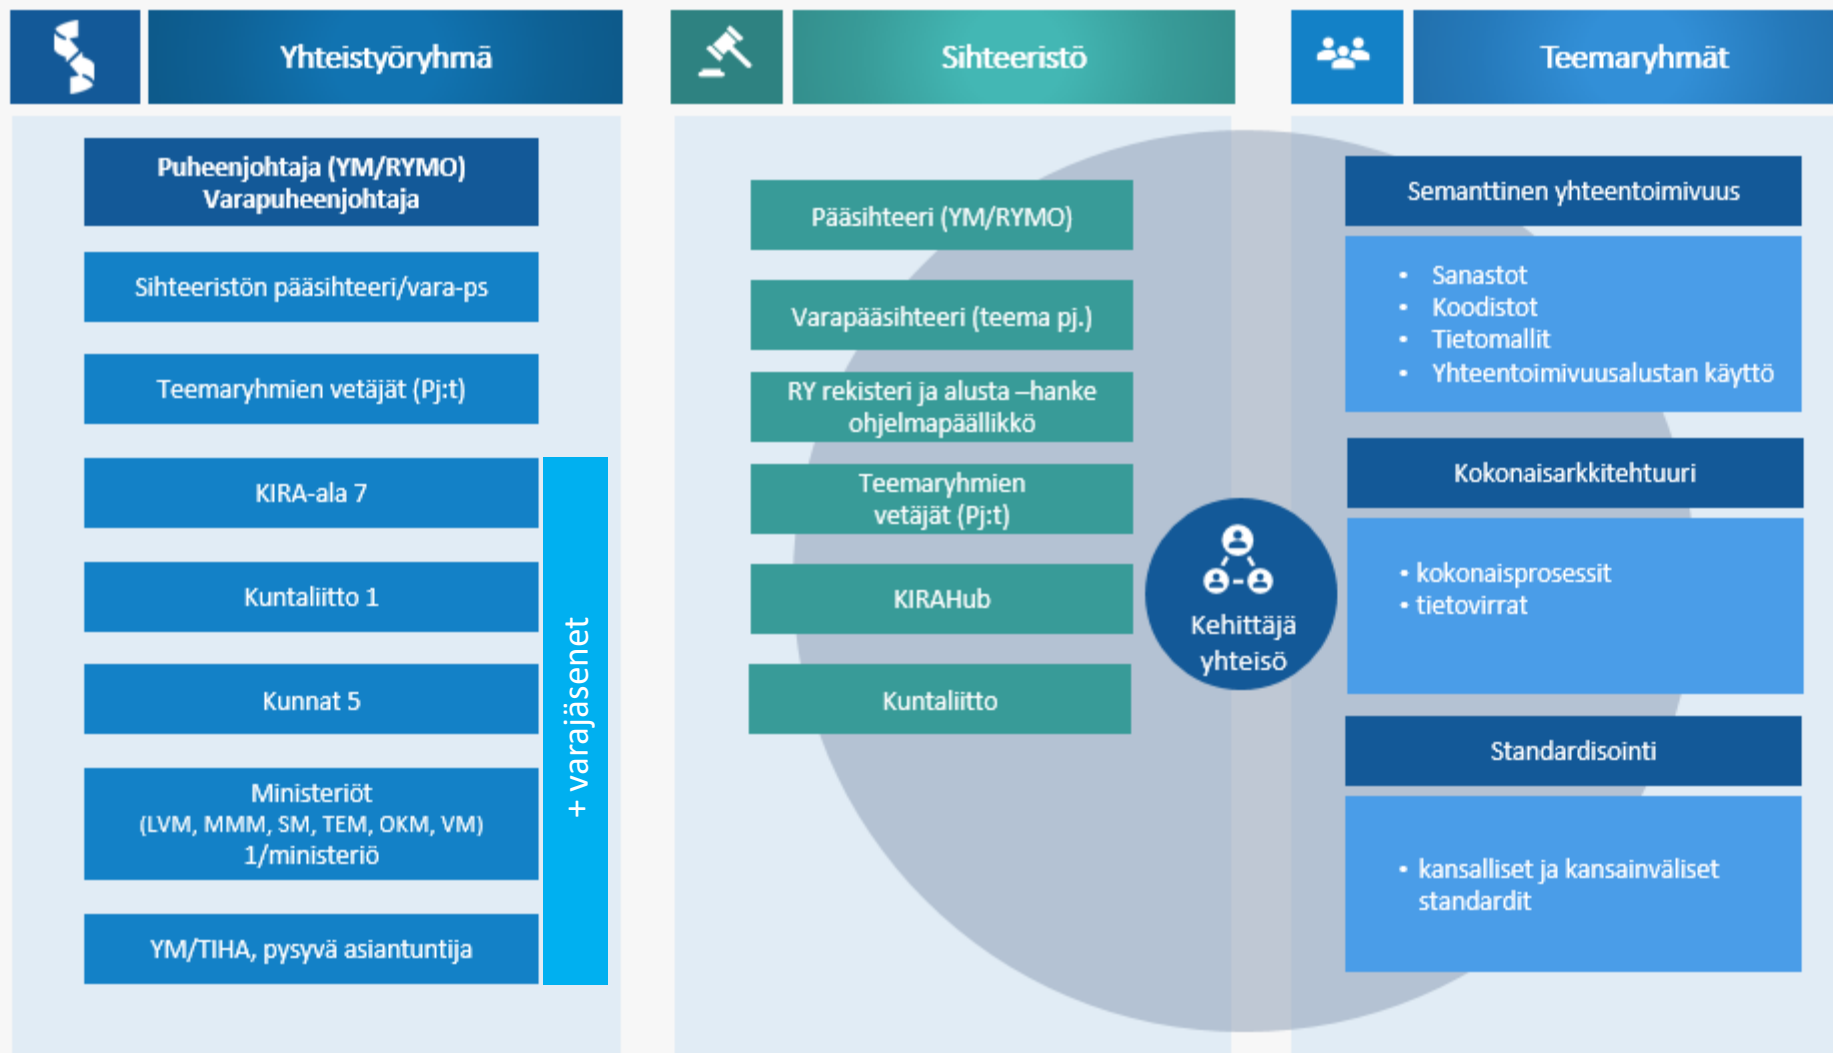 Yhteistyöryhmä
Puheenjohtaja (YM/RYMO)
Varapuheenjohtaja
Sihteeristön pääsihteeri/vara-ps
Teemaryhmien vetäjät (Pj:t)
KIRA-ala 7
Kuntaliitto 1
Kunnat 5
Ministeriöt
(LVM, MMM, SM, TEM, OKM, VM)
1/ministeriö
YM/TIHA, pysyvä asiantuntija
+ varajäsenet
Sihteeristö
Pääsihteeri (YM/RYMO)
Varapääsihteeri (teema pj.)
RY rekisteri ja alusta –hanke
ohjelmapäällikkö
Teemaryhmien
vetäjät (Pj:t)
KIRAHub
Kuntaliitto
Kehittäjä
yhteisö
Teemaryhmät
Semanttinen yhteentoimivuus
• Sanastot
• Koodistot
• Tietomallit
• Yhteentoimivuusalustan käyttö
Kokonaisarkkitehtuuri
• kokonaisprosessit
• tietovirrat
Standardisointi
• kansalliset ja kansainväliset
standardit